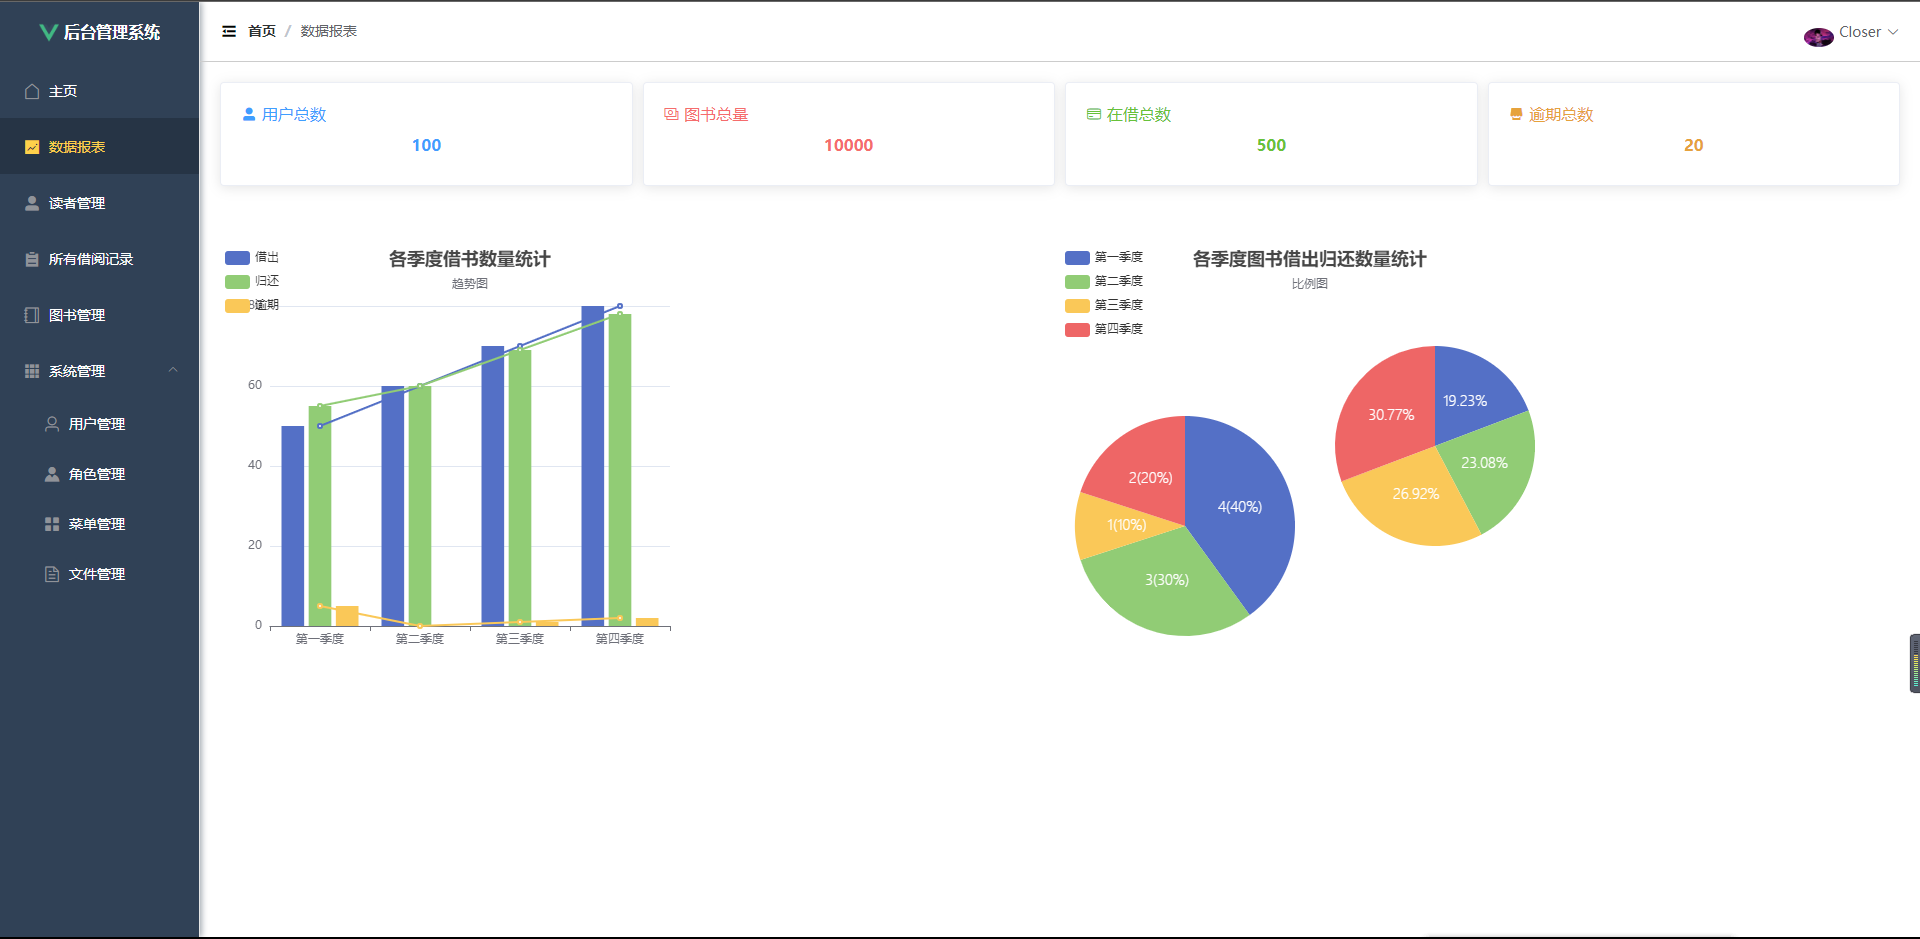 后台管理系统
主页
数据报表
读者管理
所有借阅记录
图书管理
系统管理
用户管理
角色管理
菜单管理
文件管理
首页 / 数据报表
Closer
用户总数
100
图书总量
10000
在借总数
500
逾期总数
20
借出
归还
逾期
各季度借书数量统计
趋势图
60
40
20
0
第一季度 第二季度 第三季度 第四季度
第一季度
第二季度
第三季度
第四季度
各季度图书借出归还数量统计
比例图
2(20%)
4(40%)
1(10%)
3(30%)
30.77%
19.23%
23.08%
26.92%